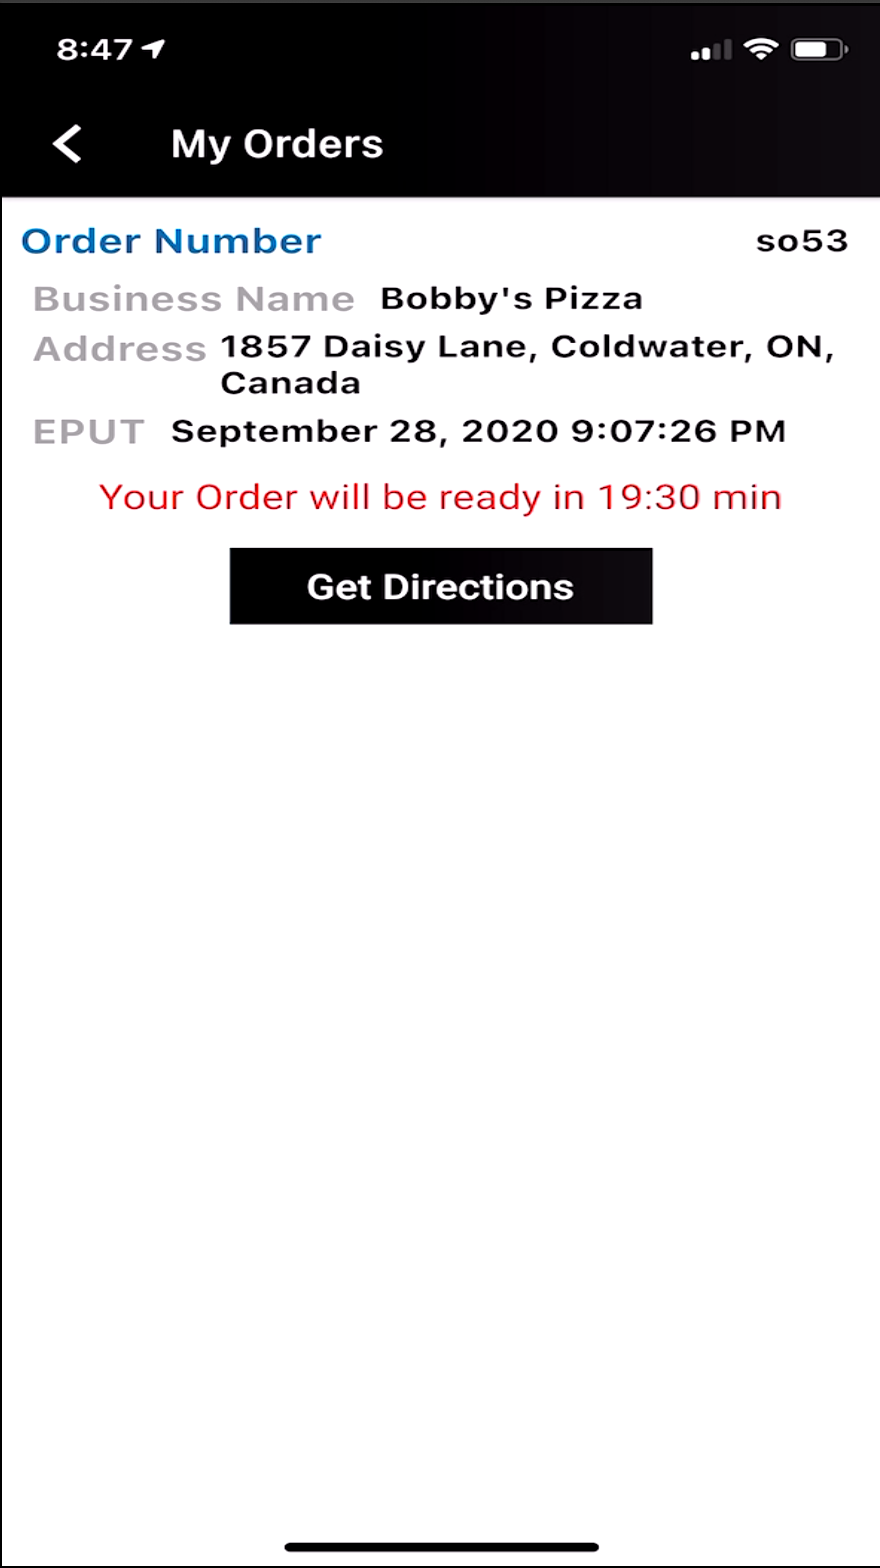 8:47
My Orders
Order Number so53
Business Name Bobby's Pizza
Address 1857 Daisy Lane, Coldwater, ON,
Canada
EPUT September 28, 2020 9:07:26 PM
Your Order will be ready in 19:30 min
Get Directions